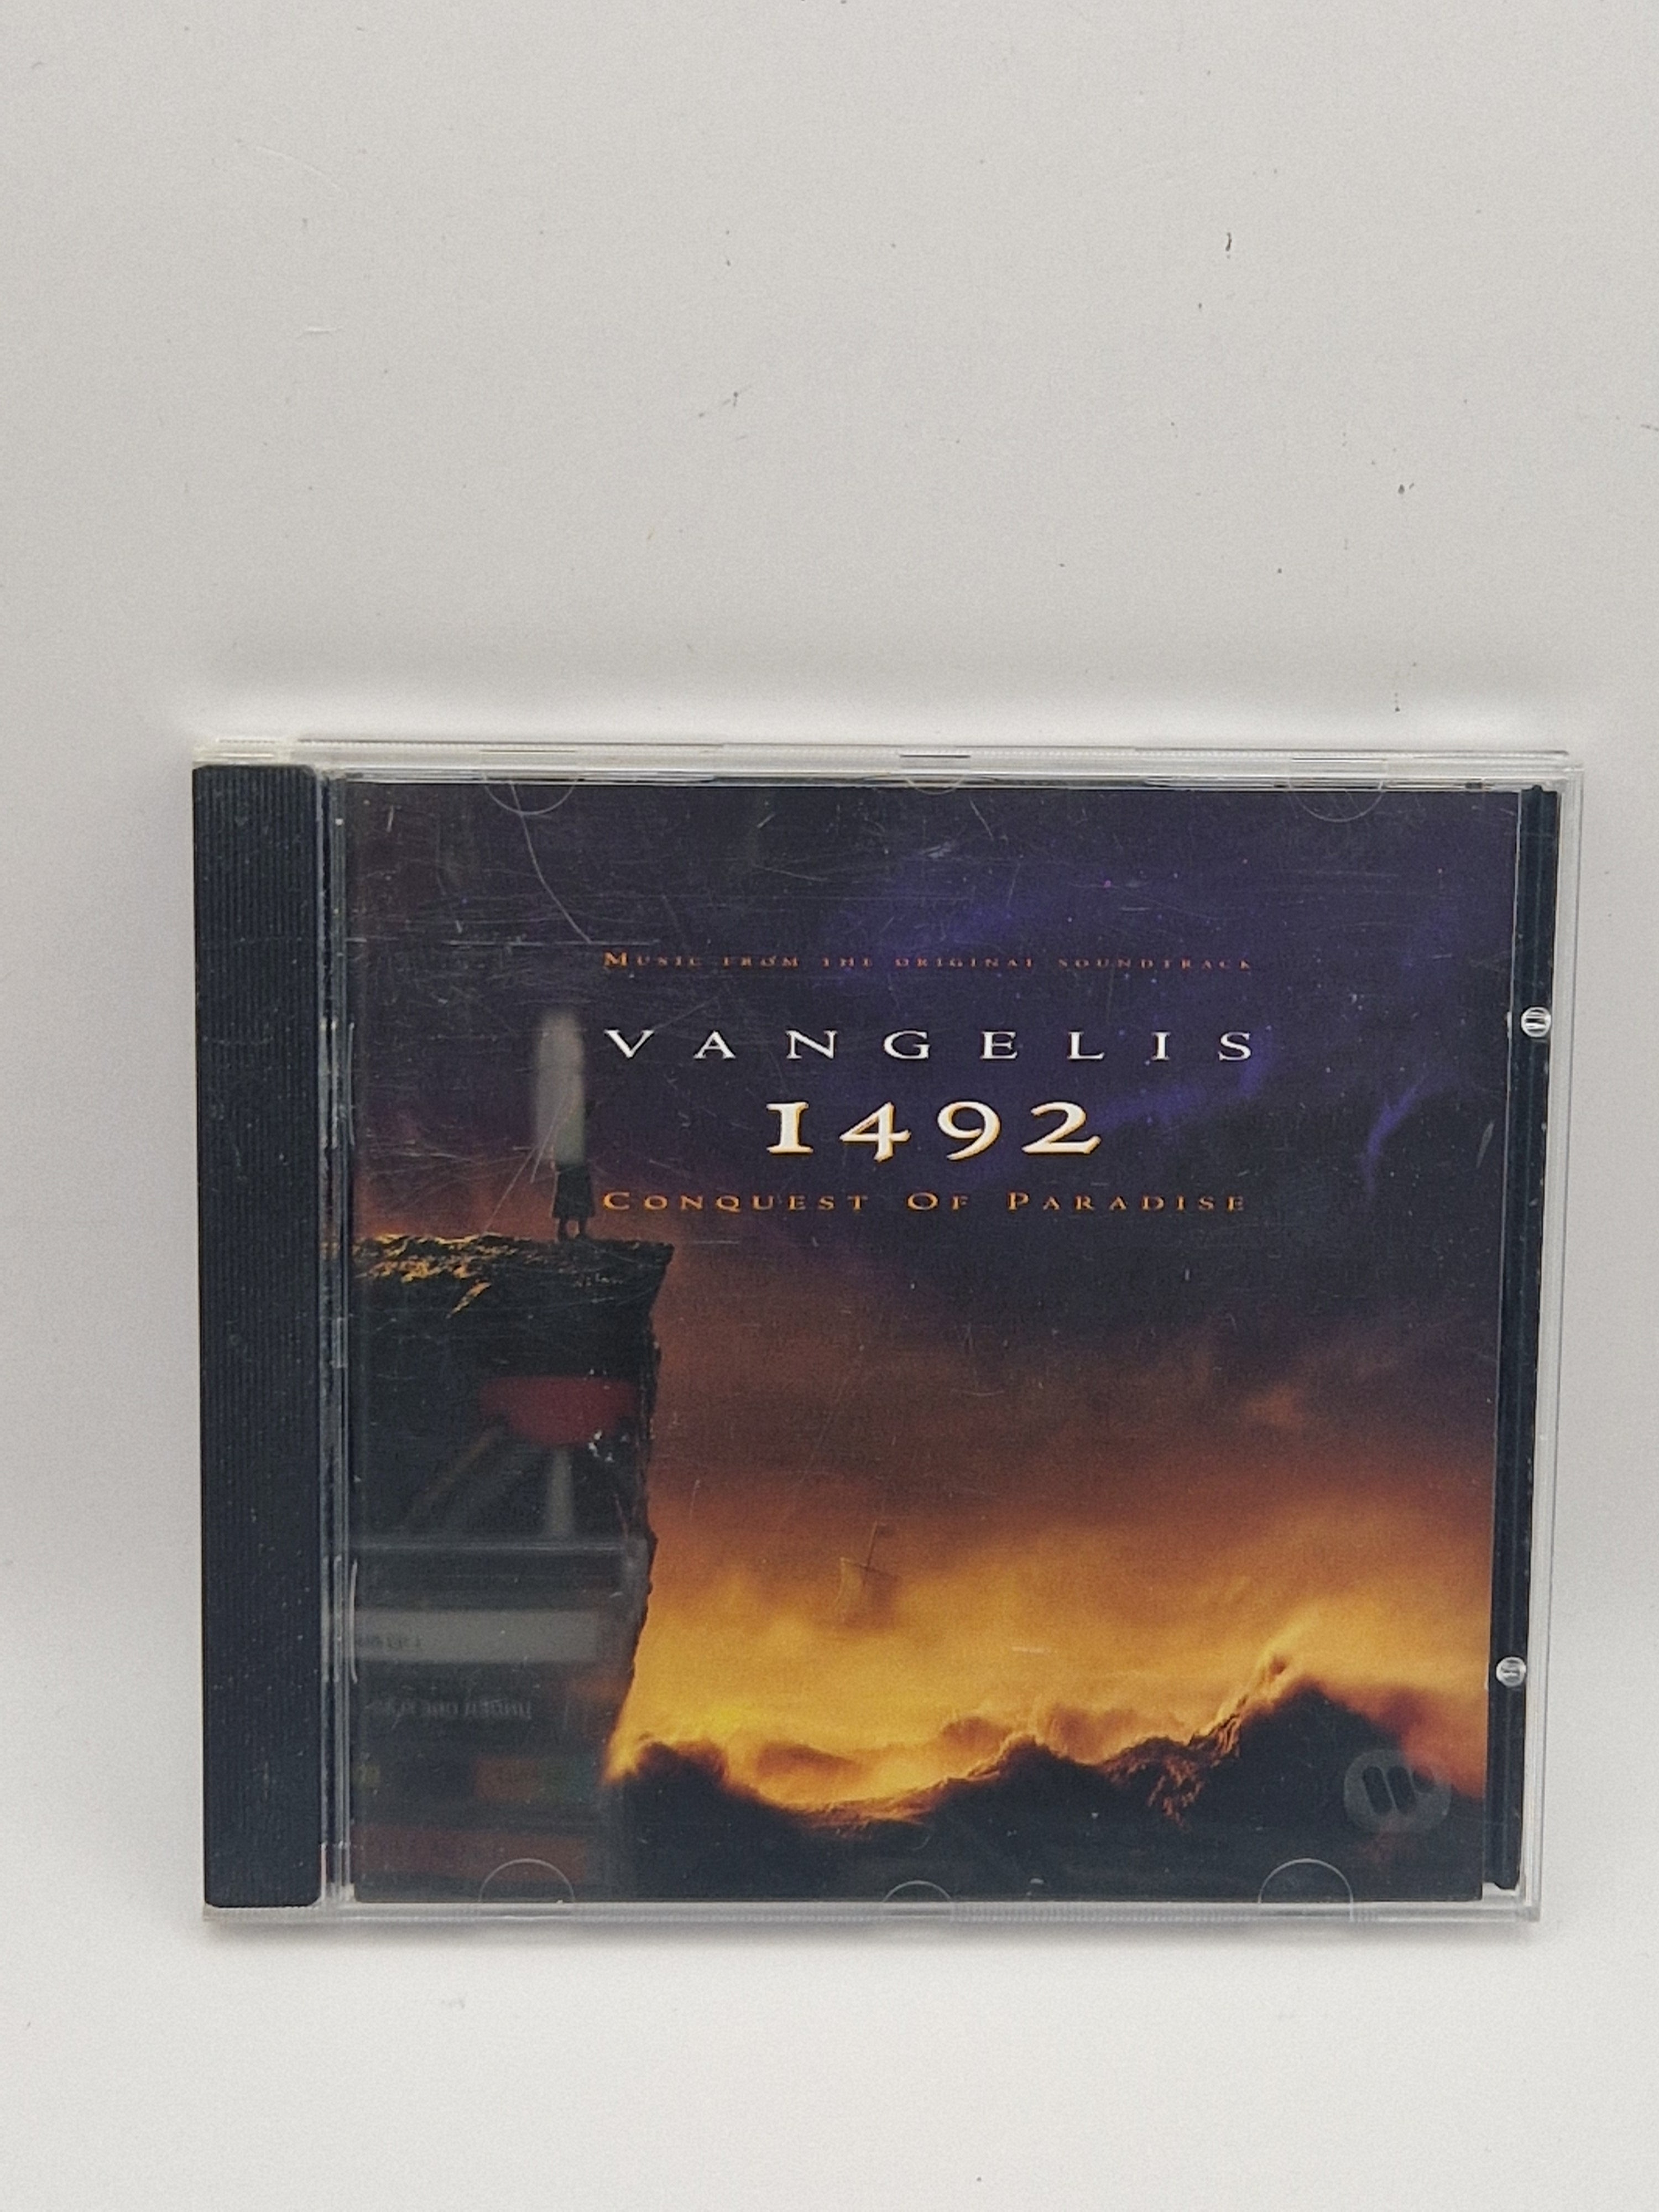 Music from the original soundtrack
VANGELIS
1492
Conquest Of Paradise